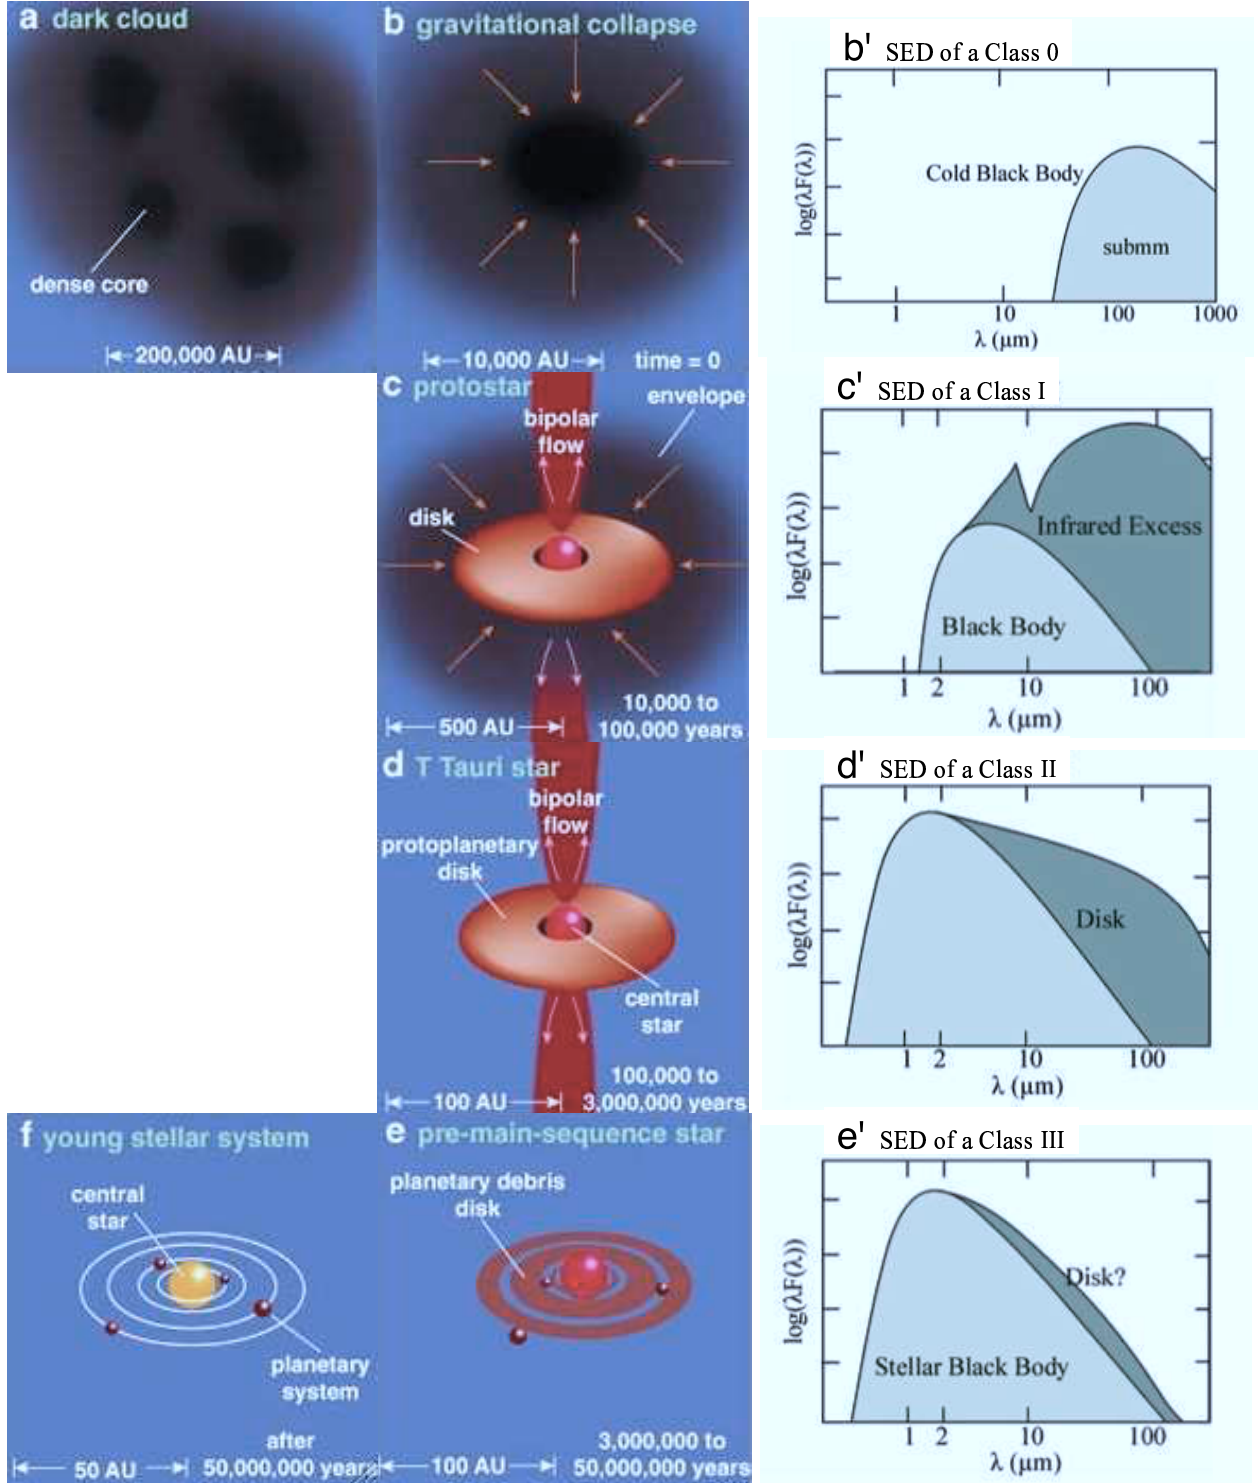 a dark cloud
dense core
200,000 AU
b gravitational collapse
10,000 AU
time = 0
b' SED of a Class 0
log(λF(λ))
Cold Black Body
submm
1 10 100 1000
λ (μm)
c protostar
envelope
bipolar
flow
disk
500 AU
10,000 to
100,000 years
c' SED of a Class I
log(λF(λ))
Infrared Excess
Black Body
1 2 10 100
λ (μm)
d T Tauri star
bipolar
flow
protoplanetary
disk
central
star
100 AU
100,000 to
3,000,000 years
d' SED of a Class II
log(λF(λ))
Disk
1 2 10 100
λ (μm)
f young stellar system
central
star
planetary
system
50 AU
after
50,000,000 years
e pre-main-sequence star
planetary debris
disk
100 AU
3,000,000 to
50,000,000 years
e' SED of a Class III
log(λF(λ))
Disk?
Stellar Black Body
1 2 10 100
λ (μm)